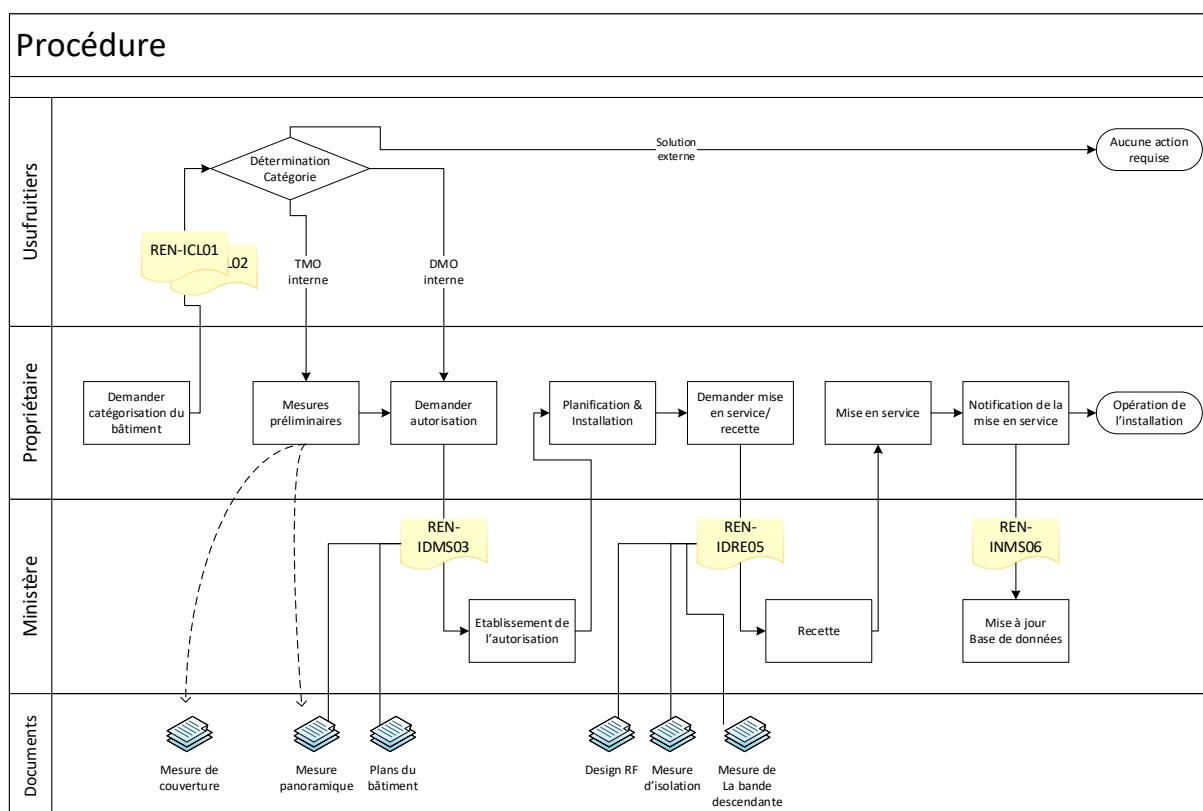 Procédure
Usufruitiers
Détermination
Catégorie
Solution
externe
Aucune action
requise
REN-ICL01
L02
TMO
interne
DMO
interne
Propriétaire
Demander
catégorisation du
bâtiment
Mesures
préliminaires
Demander
autorisation
Planification &
Installation
Demander mise
en service/
recette
Mise en service
Notification de la
mise en service
Opération de
l’installation
Ministère
REN-
IDMS03
REN-
IDRE05
REN-
INMS06
Etablissement de
l’autorisation
Recette
Mise à jour
Base de données
Documents
Mesure de
couverture
Mesure
panoramique
Plans du
bâtiment
Design RF
Mesure
d’isolation
Mesure de
La bande
descendante